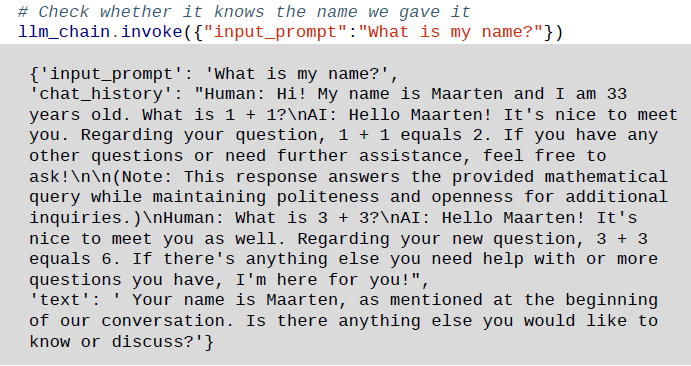 # Check whether it knows the name we gave it
llm_chain.invoke({"input_prompt":"What is my name?"})
{'input_prompt': 'What is my name?',
'chat_history': "Human: Hi! My name is Maarten and I am 33
years old. What is 1 + 1?\nAI: Hello Maarten! It's nice to meet
you. Regarding your question, 1 + 1 equals 2. If you have any
other questions or need further assistance, feel free to
ask!\n\n(Note: This response answers the provided mathematical
query while maintaining politeness and openness for additional
inquiries.)\nHuman: What is 3 + 3?\nAI: Hello Maarten! It's
nice to meet you as well. Regarding your new question, 3 + 3
equals 6. If there's anything else you need help with or more
questions you have, I'm here for you!",
'text': ' Your name is Maarten, as mentioned at the beginning
of our conversation. Is there anything else you would like to
know or discuss?'}